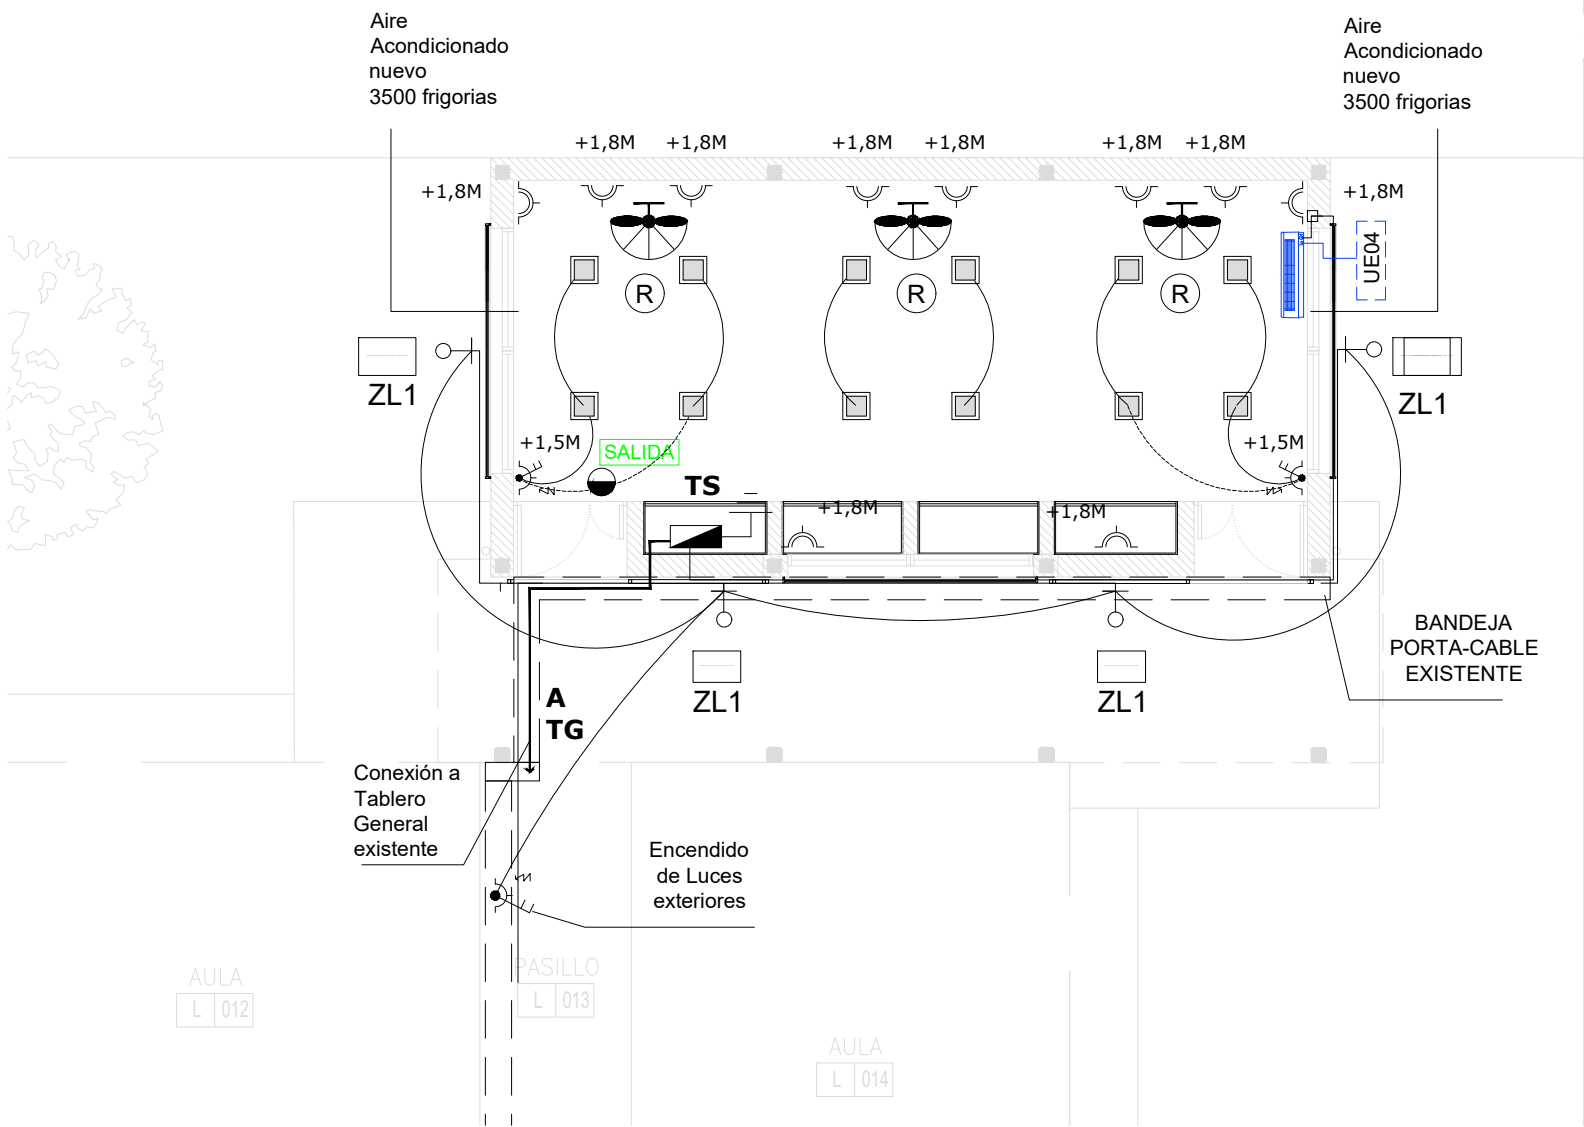 Aire
Acondicionado
nuevo
3500 frigorias
Aire
Acondicionado
nuevo
3500 frigorias
+1,8M
+1,8M
+1,8M
+1,8M
+1,8M
+1,8M
+1,8M
+1,8M
UE04
R
R
R
ZL1
ZL1
+1,5M
+1,5M
SALIDA
TS
+1,8M
+1,8M
BANDEJA
PORTA-CABLE
EXISTENTE
ZL1
ZL1
A
TG
Conexión a
Tablero
General
existente
Encendido
de Luces
exteriores
AULA
L 012
PASILLO
L 013
AULA
L 014